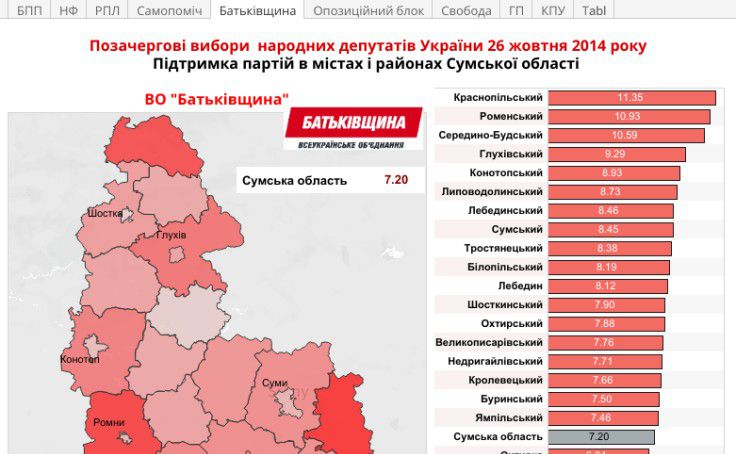 БПП НФ РПЛ Самопоміч Батьківщина Опозиційний блок Свобода ГП КПУ Tabl
Позачергові вибори народних депутатів України 26 жовтня 2014 року
Підтримка партій в містах і районах Сумської області
ВО "Батьківщина"
БАТЬКІВЩИНА
ВСЕУКРАЇНСЬКЕ ОБ'ЄДНАННЯ
Сумська область 7.20
Шостка
Глухів
Конотоп
Суми
Ромни
Краснопільський 11.35
Роменський 10.93
Середино-Будський 10.59
Глухівський 9.29
Конотопський 8.93
Липоводолинський 8.73
Лебединський 8.46
Сумський 8.45
Тростянецький 8.38
Білопільський 8.19
Лебедин 8.12
Шосткинський 7.90
Охтирський 7.88
Великописарівський 7.76
Недригайлівський 7.71
Кролевецький 7.66
Буринський 7.50
Ямпільський 7.46
Сумська область 7.20